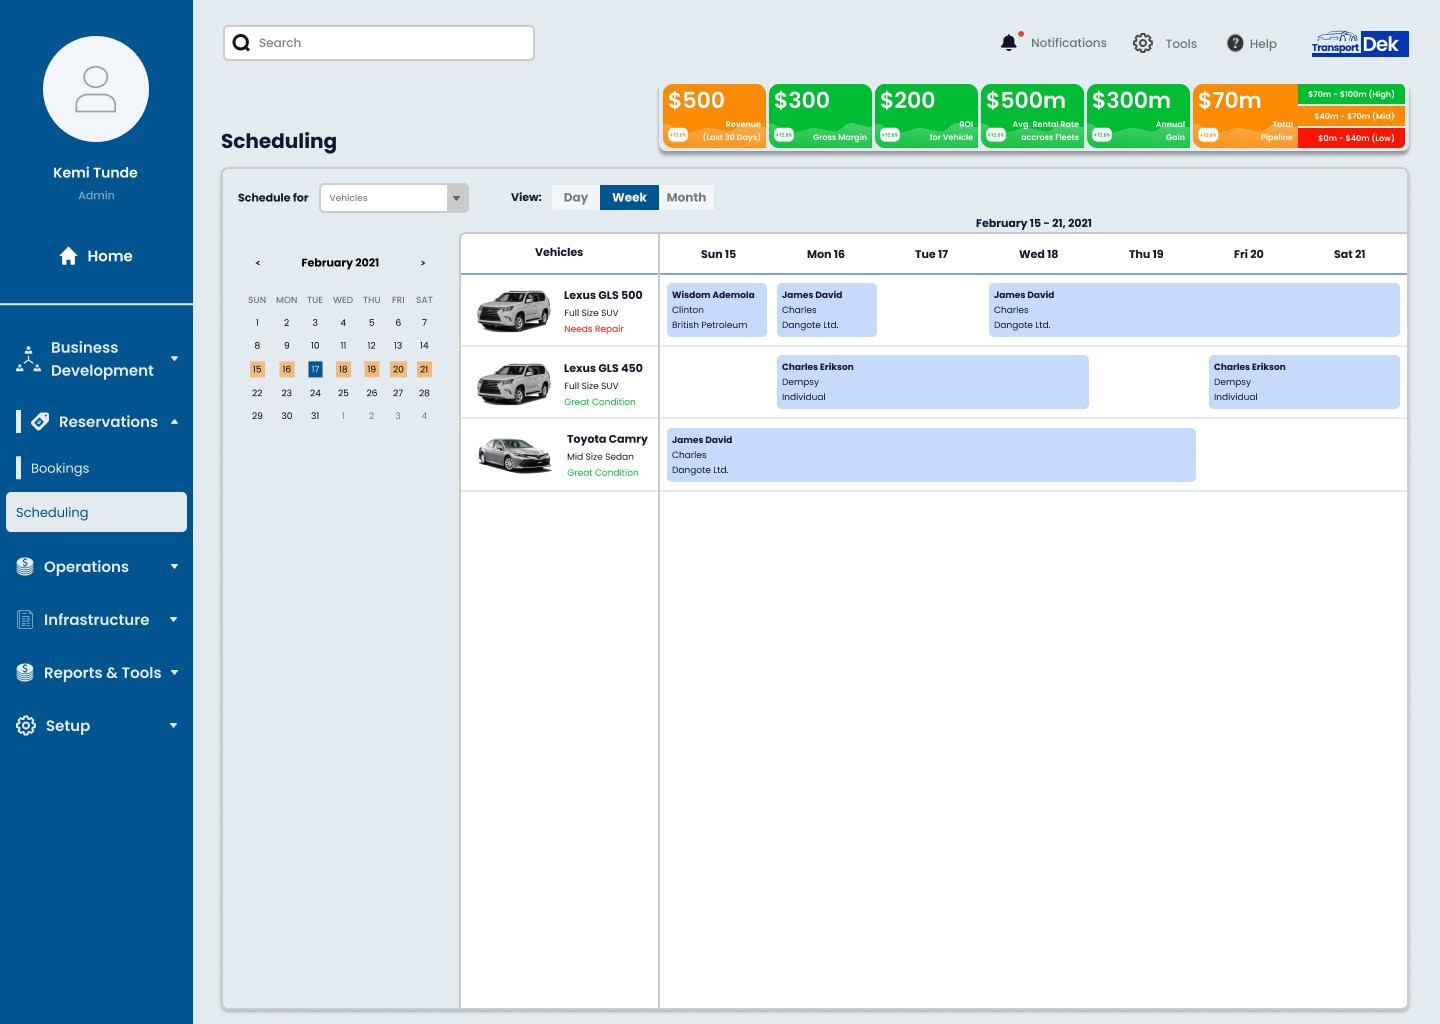 Search
Notifications
Tools
Help
Transport Dek
Kemi Tunde
Admin
Home
Business
Development
Reservations
Bookings
Scheduling
Operations
Infrastructure
Reports & Tools
Setup
Scheduling
$500
Revenue
+12.6% (Last 30 Days)
$300
+12.6% Gross Margin
$200
ROI
+12.6% for Vehicle
$500m
Avg. Rental Rate
+12.6% accross Fleets
$300m
Annual
+12.6% Gain
$70m
Total
+12.6% Pipeline
$70m - $100m (High)
$40m - $70m (Mid)
$0m - $40m (Low)
Schedule for Vehicles
View: Day Week Month
February 15 - 21, 2021
< February 2021 >
SUN MON TUE WED THU FRI SAT
1 2 3 4 5 6 7
8 9 10 11 12 13 14
15 16 17 18 19 20 21
22 23 24 25 26 27 28
29 30 31 1 2 3 4
Vehicles Sun 15 Mon 16 Tue 17 Wed 18 Thu 19 Fri 20 Sat 21
Lexus GLS 500
Full Size SUV
Needs Repair
Wisdom Ademola
Clinton
British Petroleum
James David
Charles
Dangote Ltd.
James David
Charles
Dangote Ltd.
Lexus GLS 450
Full Size SUV
Great Condition
Charles Erikson
Dempsy
Individual
Charles Erikson
Dempsy
Individual
Toyota Camry
Mid Size Sedan
Great Condition
James David
Charles
Dangote Ltd.